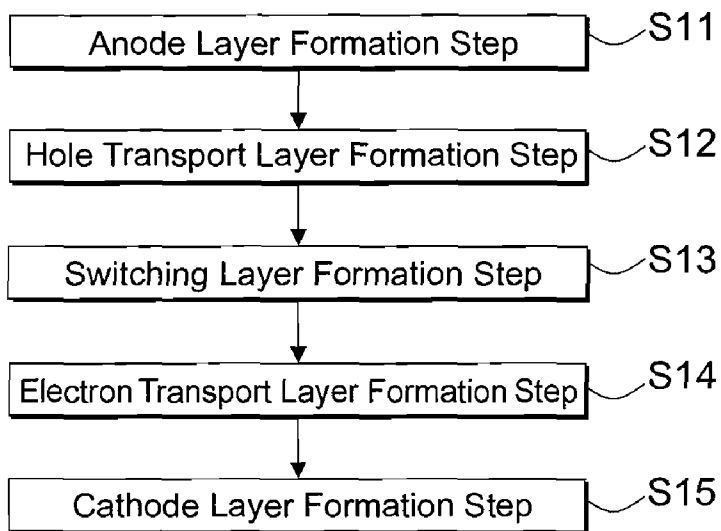 Anode Layer Formation Step S11
Hole Transport Layer Formation Step S12
Switching Layer Formation Step S13
Electron Transport Layer Formation Step S14
Cathode Layer Formation Step S15